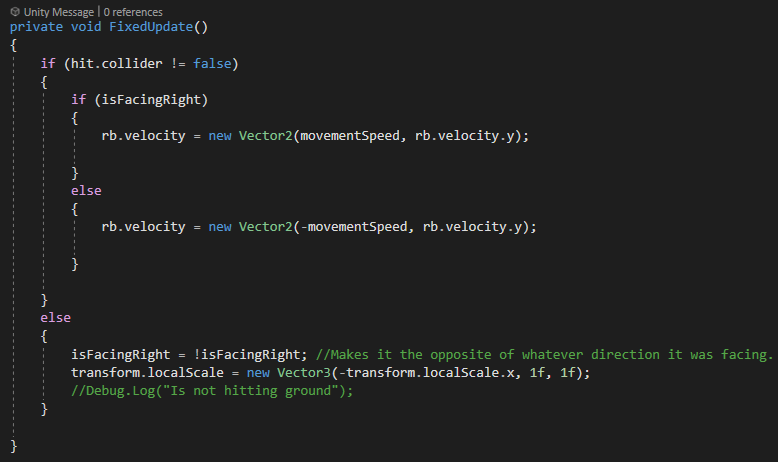 Unity Message | 0 references
private void FixedUpdate()
{
if (hit.collider != false)
{
if (isFacingRight)
{
rb.velocity = new Vector2(movementSpeed, rb.velocity.y);
}
else
{
rb.velocity = new Vector2(-movementSpeed, rb.velocity.y);
}
}
else
{
isFacingRight = !isFacingRight; //Makes it the opposite of whatever direction it was facing.
transform.localScale = new Vector3(-transform.localScale.x, 1f, 1f);
//Debug.Log("Is not hitting ground");
}
}